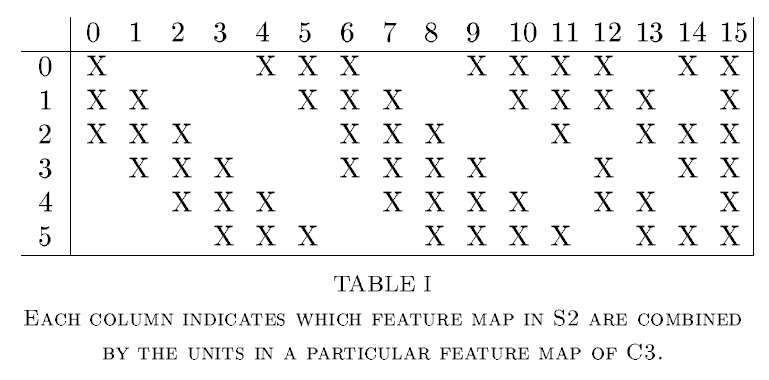 0 1 2 3 4 5 6 7 8 9 10 11 12 13 14 15
0 X X X X X X X X X X
1 X X X X X X X X X X
2 X X X X X X X X X X
3 X X X X X X X X X X
4 X X X X X X X X X X
5 X X X X X X X X X X
TABLE I
Each column indicates which feature map in S2 are combined
by the units in a particular feature map of C3.